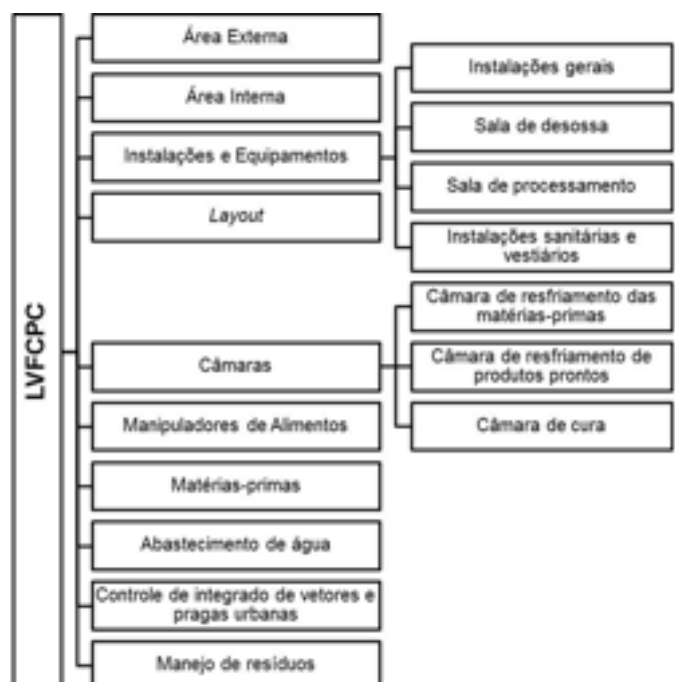 LVFCPC
Área Externa
Área Interna
Instalações e Equipamentos
Layout
Câmaras
Manipuladores de Alimentos
Matérias-primas
Abastecimento de água
Controle de integrado de vetores e
pragas urbanas
Manejo de resíduos
Instalações gerais
Sala de desossa
Sala de processamento
Instalações sanitárias e
vestiários
Câmara de resfriamento das
matérias-primas
Câmara de resfriamento de
produtos prontos
Câmara de cura